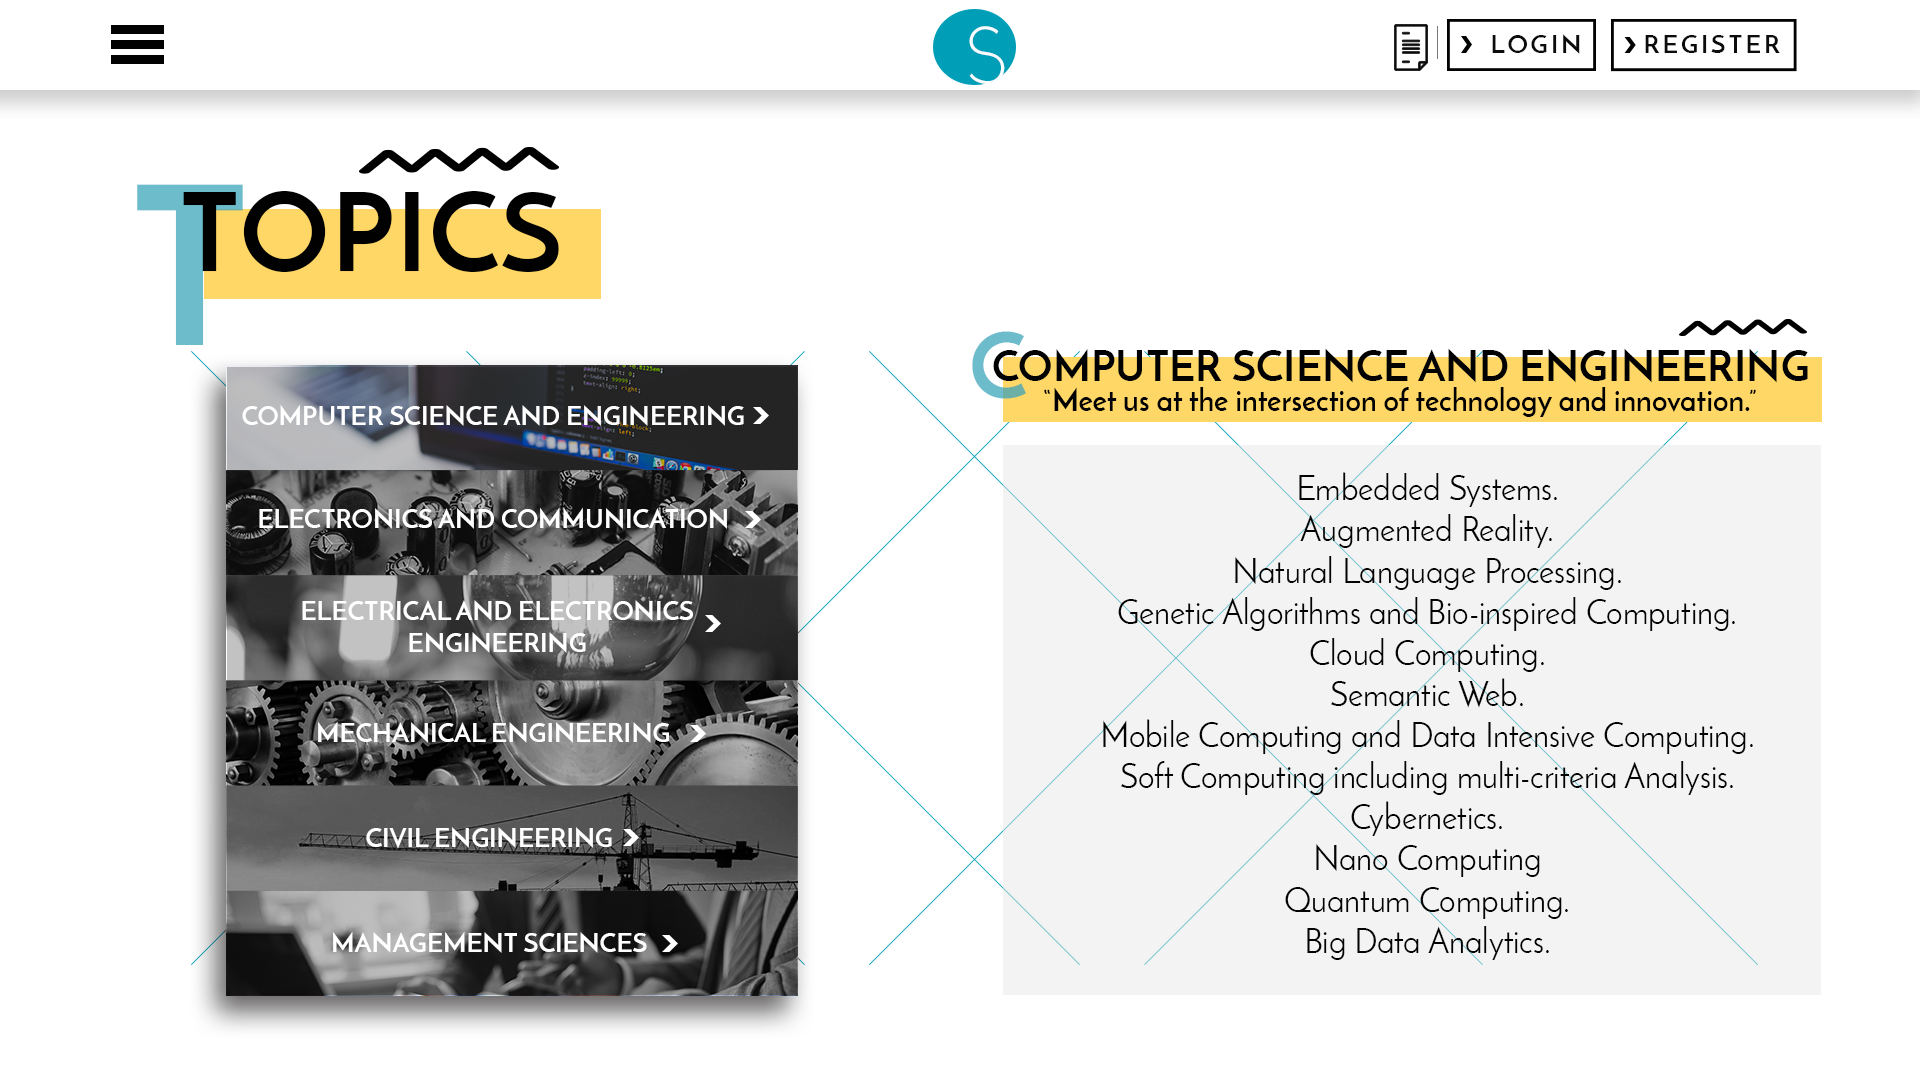 S
LOGIN
REGISTER
T
TOPICS
COMPUTER SCIENCE AND ENGINEERING
ELECTRONICS AND COMMUNICATION
ELECTRICAL AND ELECTRONICS
ENGINEERING
MECHANICAL ENGINEERING
CIVIL ENGINEERING
MANAGEMENT SCIENCES
C
COMPUTER SCIENCE AND ENGINEERING
“Meet us at the intersection of technology and innovation.”
Embedded Systems.
Augmented Reality.
Natural Language Processing.
Genetic Algorithms and Bio-inspired Computing.
Cloud Computing.
Semantic Web.
Mobile Computing and Data Intensive Computing.
Soft Computing including multi-criteria Analysis.
Cybernetics.
Nano Computing
Quantum Computing.
Big Data Analytics.